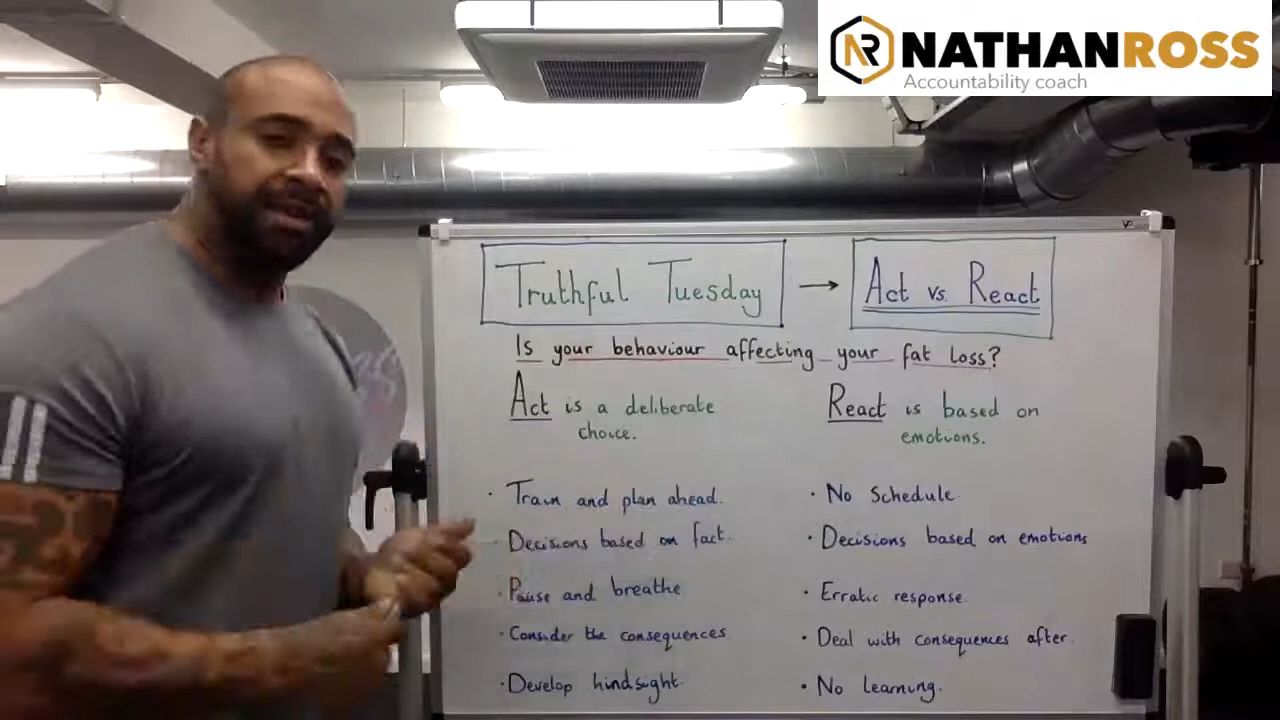 NATHANROSS
Accountability coach
Truthful Tuesday → Act vs. React
Is your behaviour affecting your fat loss?
Act is a deliberate
choice.
React is based on
emotions.
· Train and plan ahead.
· Decisions based on fact.
· Pause and breathe
· Consider the consequences
· Develop hindsight.
· No Schedule
· Decisions based on emotions
· Erratic response
· Deal with consequences after.
· No learning.